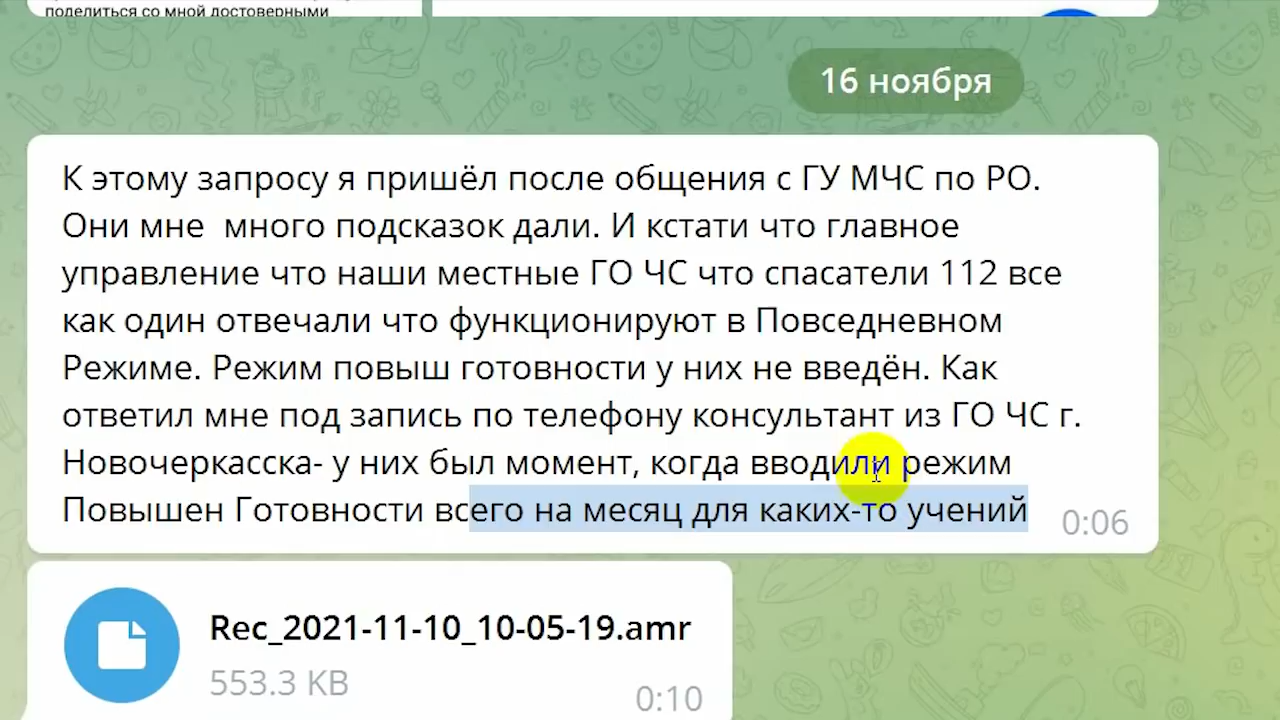 поделиться со мной достоверными
16 ноября
К этому запросу я пришёл после общения с ГУ МЧС по РО.
Они мне  много подсказок дали. И кстати что главное
управление что наши местные ГО ЧС что спасатели 112 все
как один отвечали что функционируют в Повседневном
Режиме. Режим повыш готовности у них не введён. Как
ответил мне под запись по телефону консультант из ГО ЧС г.
Новочеркасска- у них был момент, когда вводили режим
Повышен Готовности всего на месяц для каких-то учений
0:06
Rec_2021-11-10_10-05-19.amr
553.3 KB
0:10